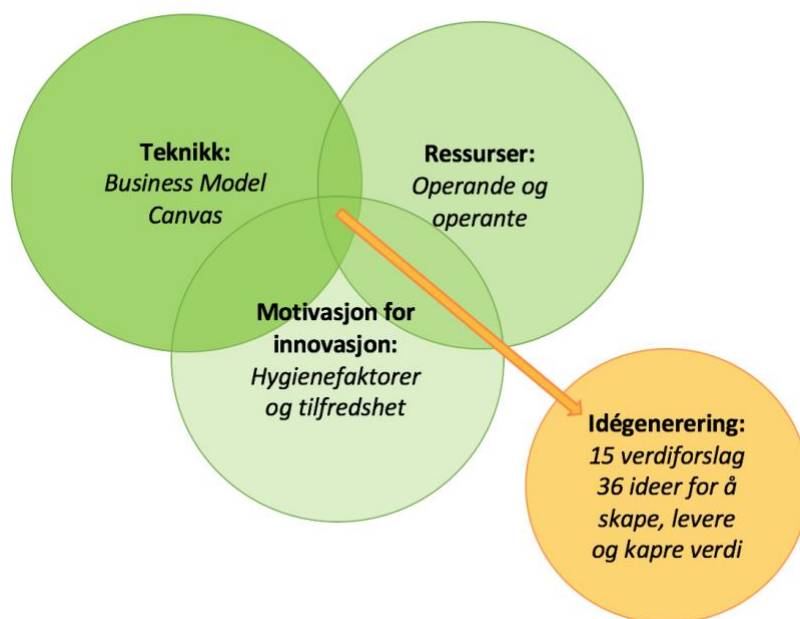 Teknikk:
Business Model
Canvas
Ressurser:
Operande og
operante
Motivasjon for
innovasjon:
Hygienefaktorer
og tilfredshet
Idégenerering:
15 verdiforslag
36 ideer for å
skape, levere
og kapre verdi